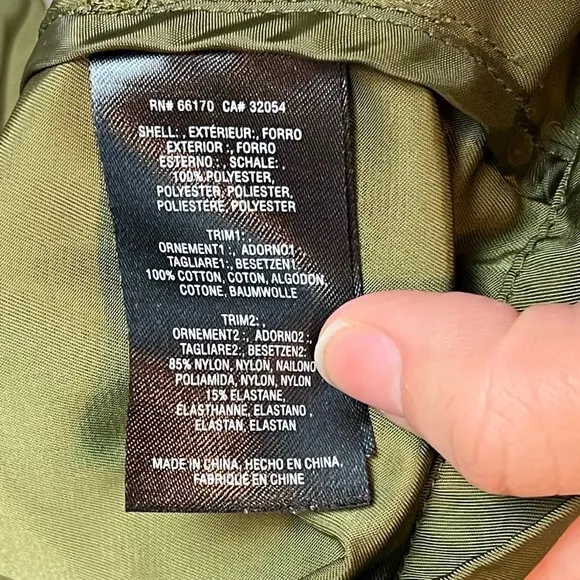 RN# 66170 CA# 32054
SHELL: , EXTÉRIEUR:, FORRO
EXTERIOR :, FORRO
ESTERNO :, SCHALE: ,
100% POLYESTER,
POLYESTER, POLIESTER,
POLIESTERE, POLYESTER
TRIM1: ,
ORNEMENT1 :, ADORNO1 :,
TAGLIARE1:, BESETZEN1:
100% COTTON, COTON, ALGODON,
COTONE, BAUMWOLLE
TRIM2: ,
ORNEMENT2 :, ADORNO2 :,
TAGLIARE2:, BESETZEN2:
85% NYLON, NYLON, NAILONO
POLIAMIDA, NYLON, NYLON
15% ELASTANE,
ÉLASTHANNE, ELASTANO ,
ELASTAN, ELASTAN
MADE IN CHINA, HECHO EN CHINA,
FABRIQUÉ EN CHINE